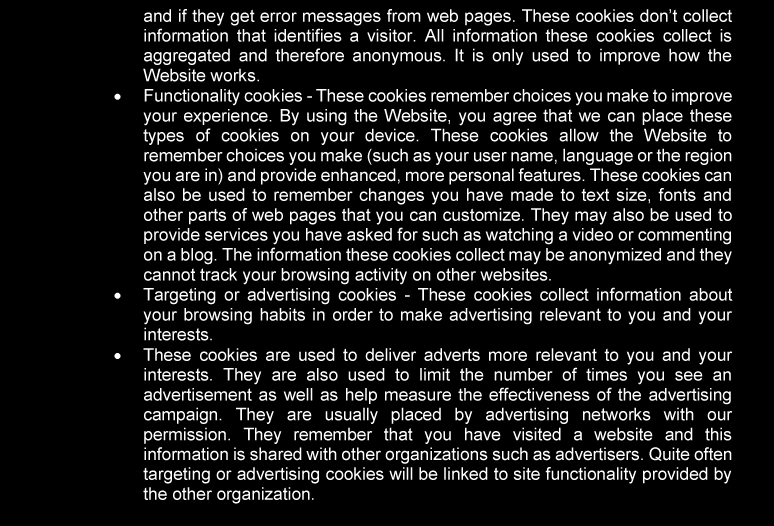 and if they get error messages from web pages. These cookies don’t collect
information that identifies a visitor. All information these cookies collect is
aggregated and therefore anonymous. It is only used to improve how the
Website works.
• Functionality cookies - These cookies remember choices you make to improve
your experience. By using the Website, you agree that we can place these
types of cookies on your device. These cookies allow the Website to
remember choices you make (such as your user name, language or the region
you are in) and provide enhanced, more personal features. These cookies can
also be used to remember changes you have made to text size, fonts and
other parts of web pages that you can customize. They may also be used to
provide services you have asked for such as watching a video or commenting
on a blog. The information these cookies collect may be anonymized and they
cannot track your browsing activity on other websites.
• Targeting or advertising cookies - These cookies collect information about
your browsing habits in order to make advertising relevant to you and your
interests.
• These cookies are used to deliver adverts more relevant to you and your
interests. They are also used to limit the number of times you see an
advertisement as well as help measure the effectiveness of the advertising
campaign. They are usually placed by advertising networks with our
permission. They remember that you have visited a website and this
information is shared with other organizations such as advertisers. Quite often
targeting or advertising cookies will be linked to site functionality provided by
the other organization.